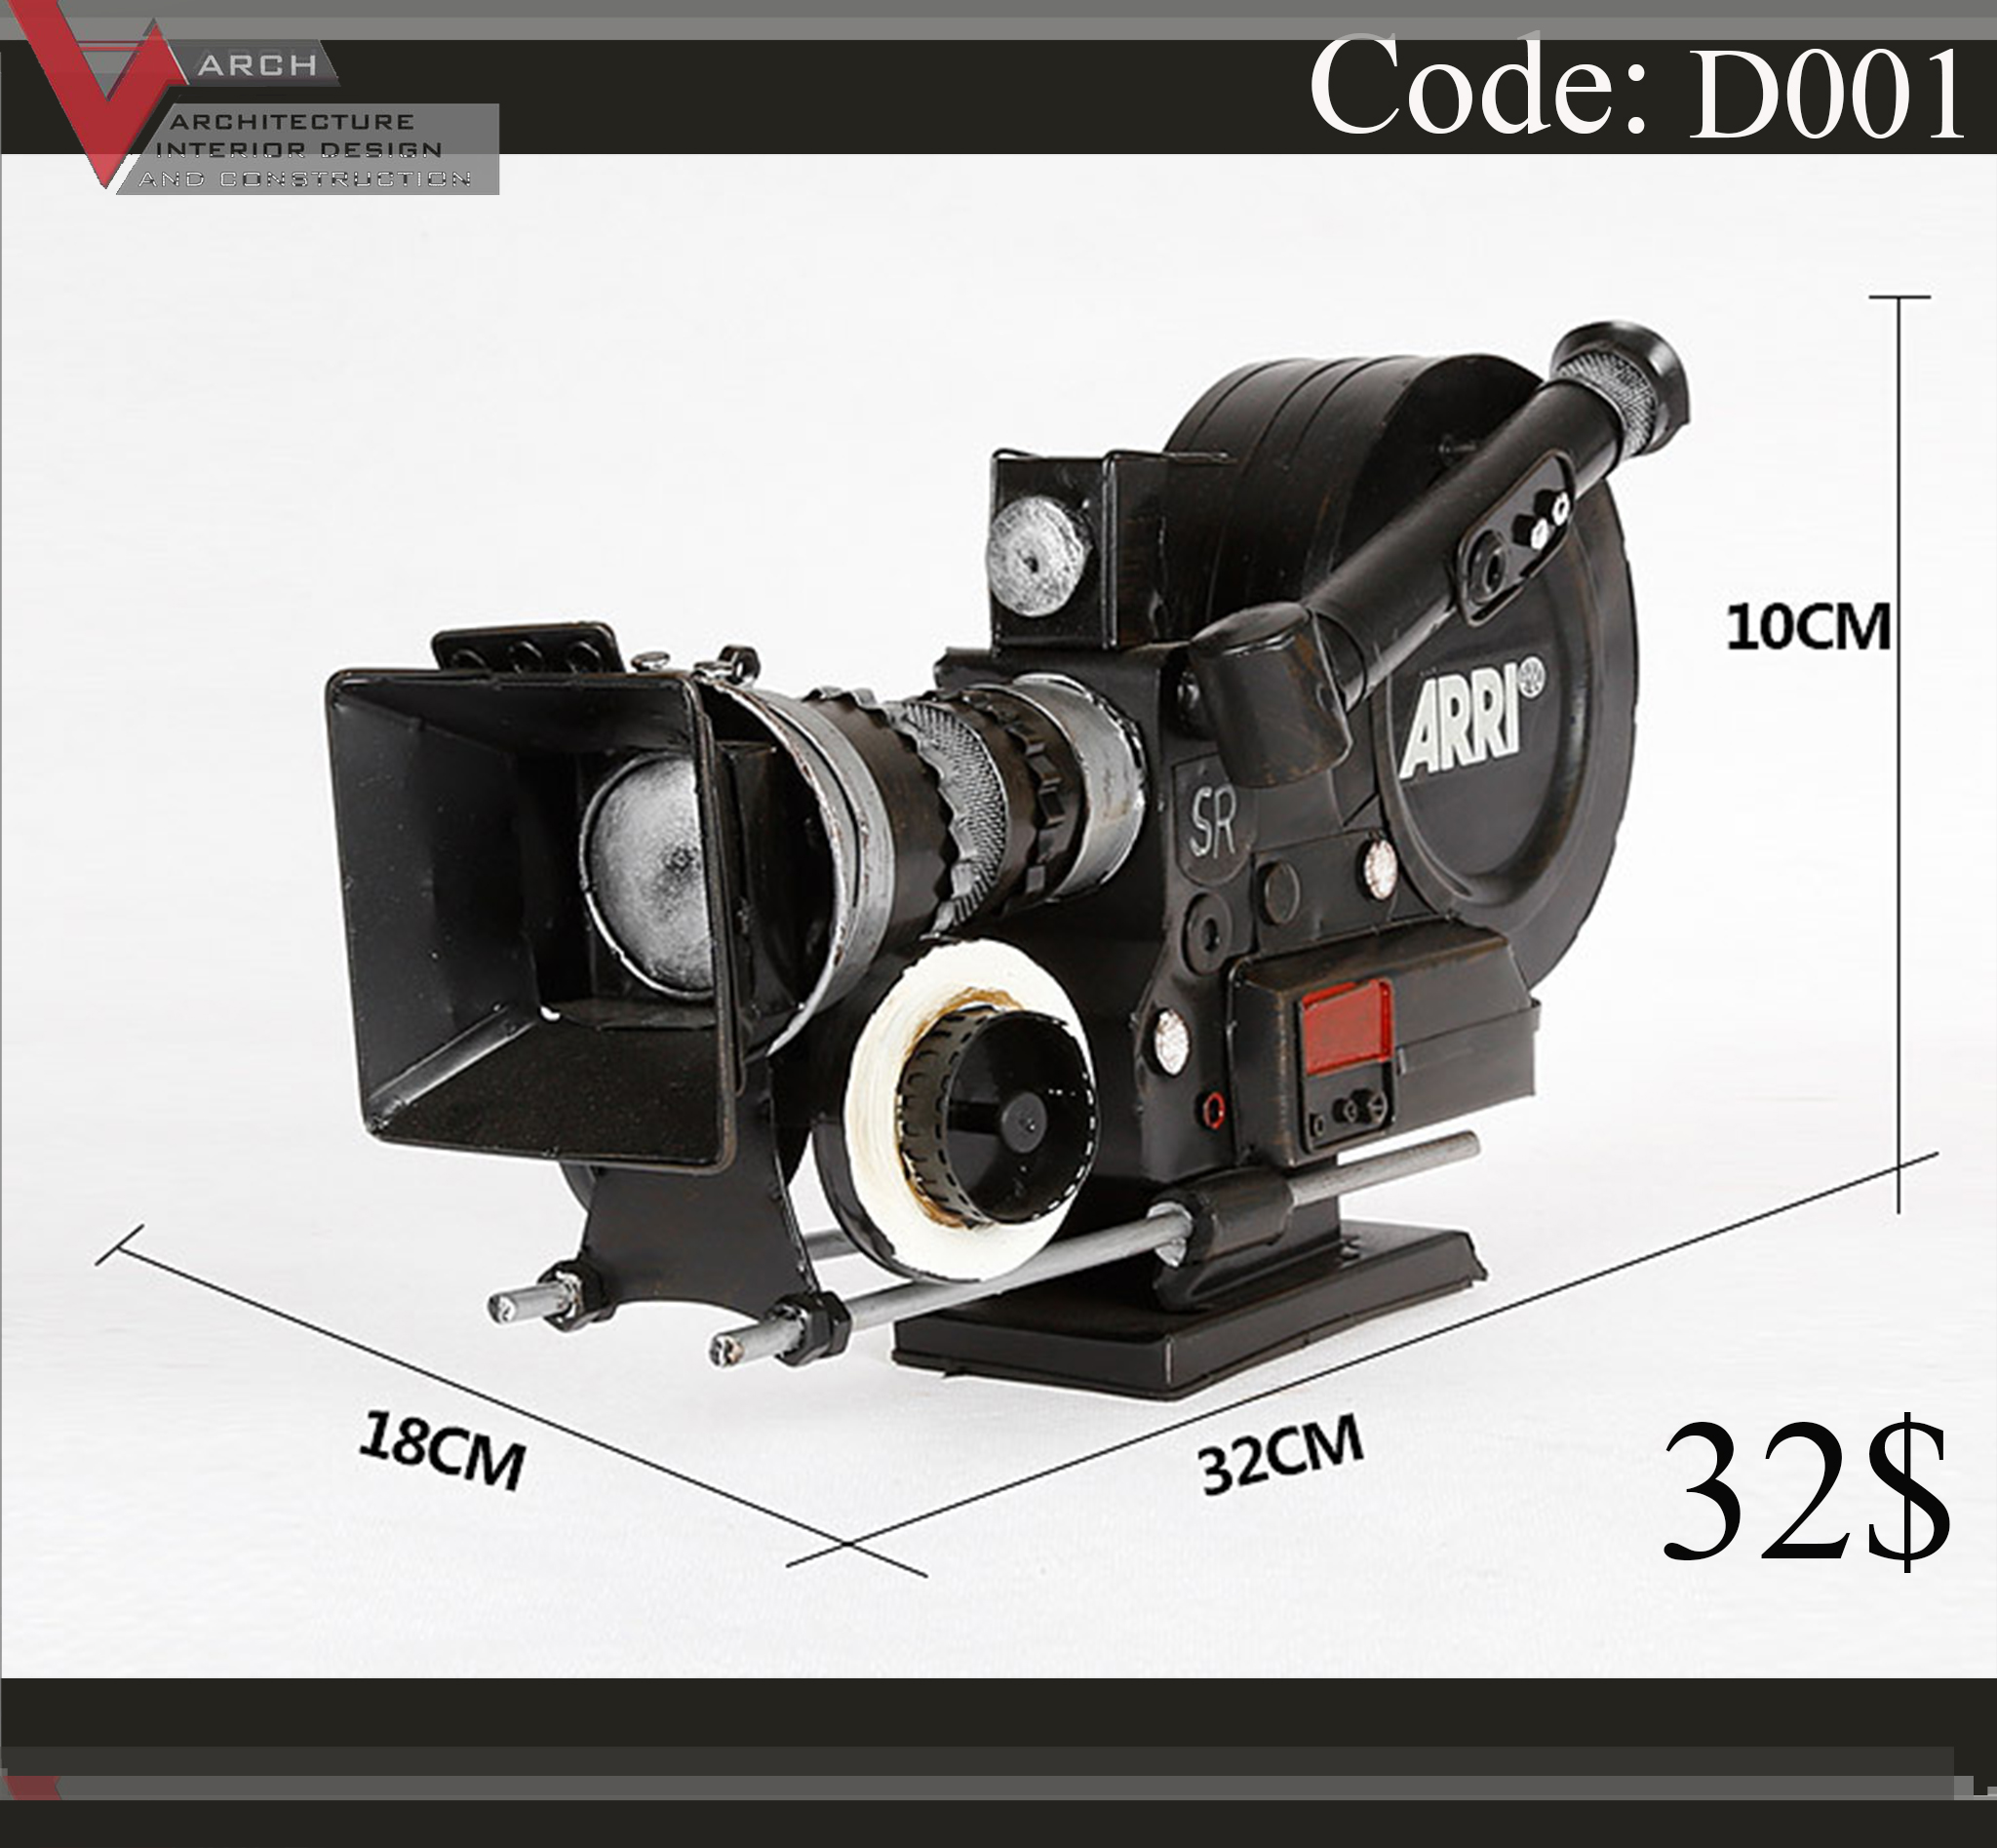 ARCH
ARCHITECTURE
INTERIOR DESIGN
AND CONSTRUCTION
Code: D001
10CM
ARRI®
SR
18CM
32CM
32$